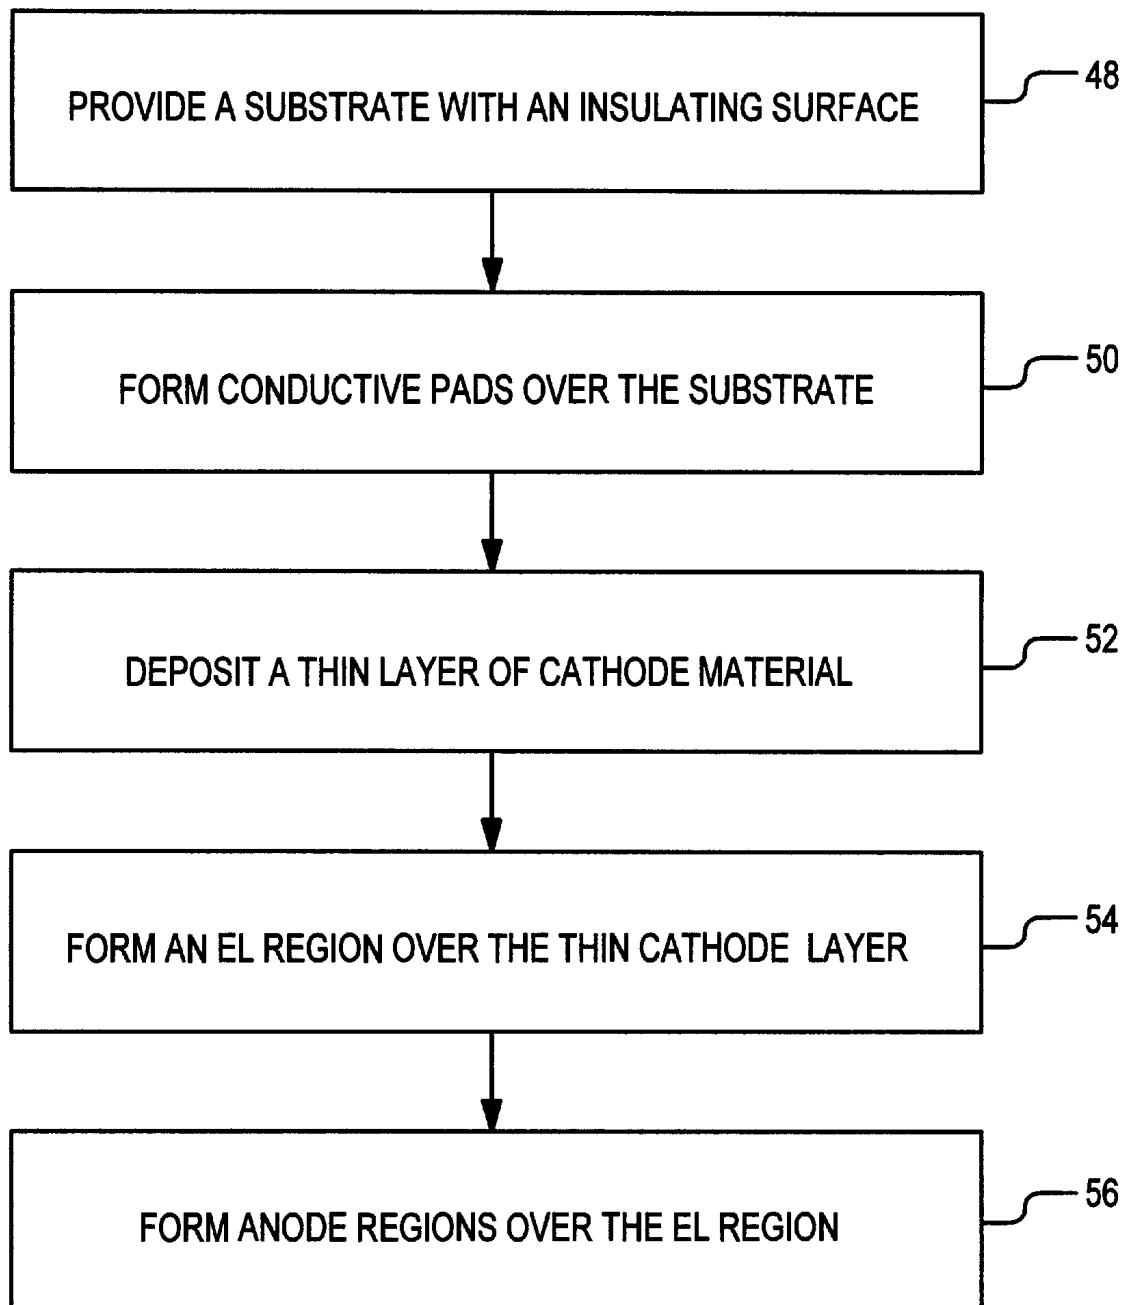 PROVIDE A SUBSTRATE WITH AN INSULATING SURFACE
48
FORM CONDUCTIVE PADS OVER THE SUBSTRATE
50
DEPOSIT A THIN LAYER OF CATHODE MATERIAL
52
FORM AN EL REGION OVER THE THIN CATHODE LAYER
54
FORM ANODE REGIONS OVER THE EL REGION
56